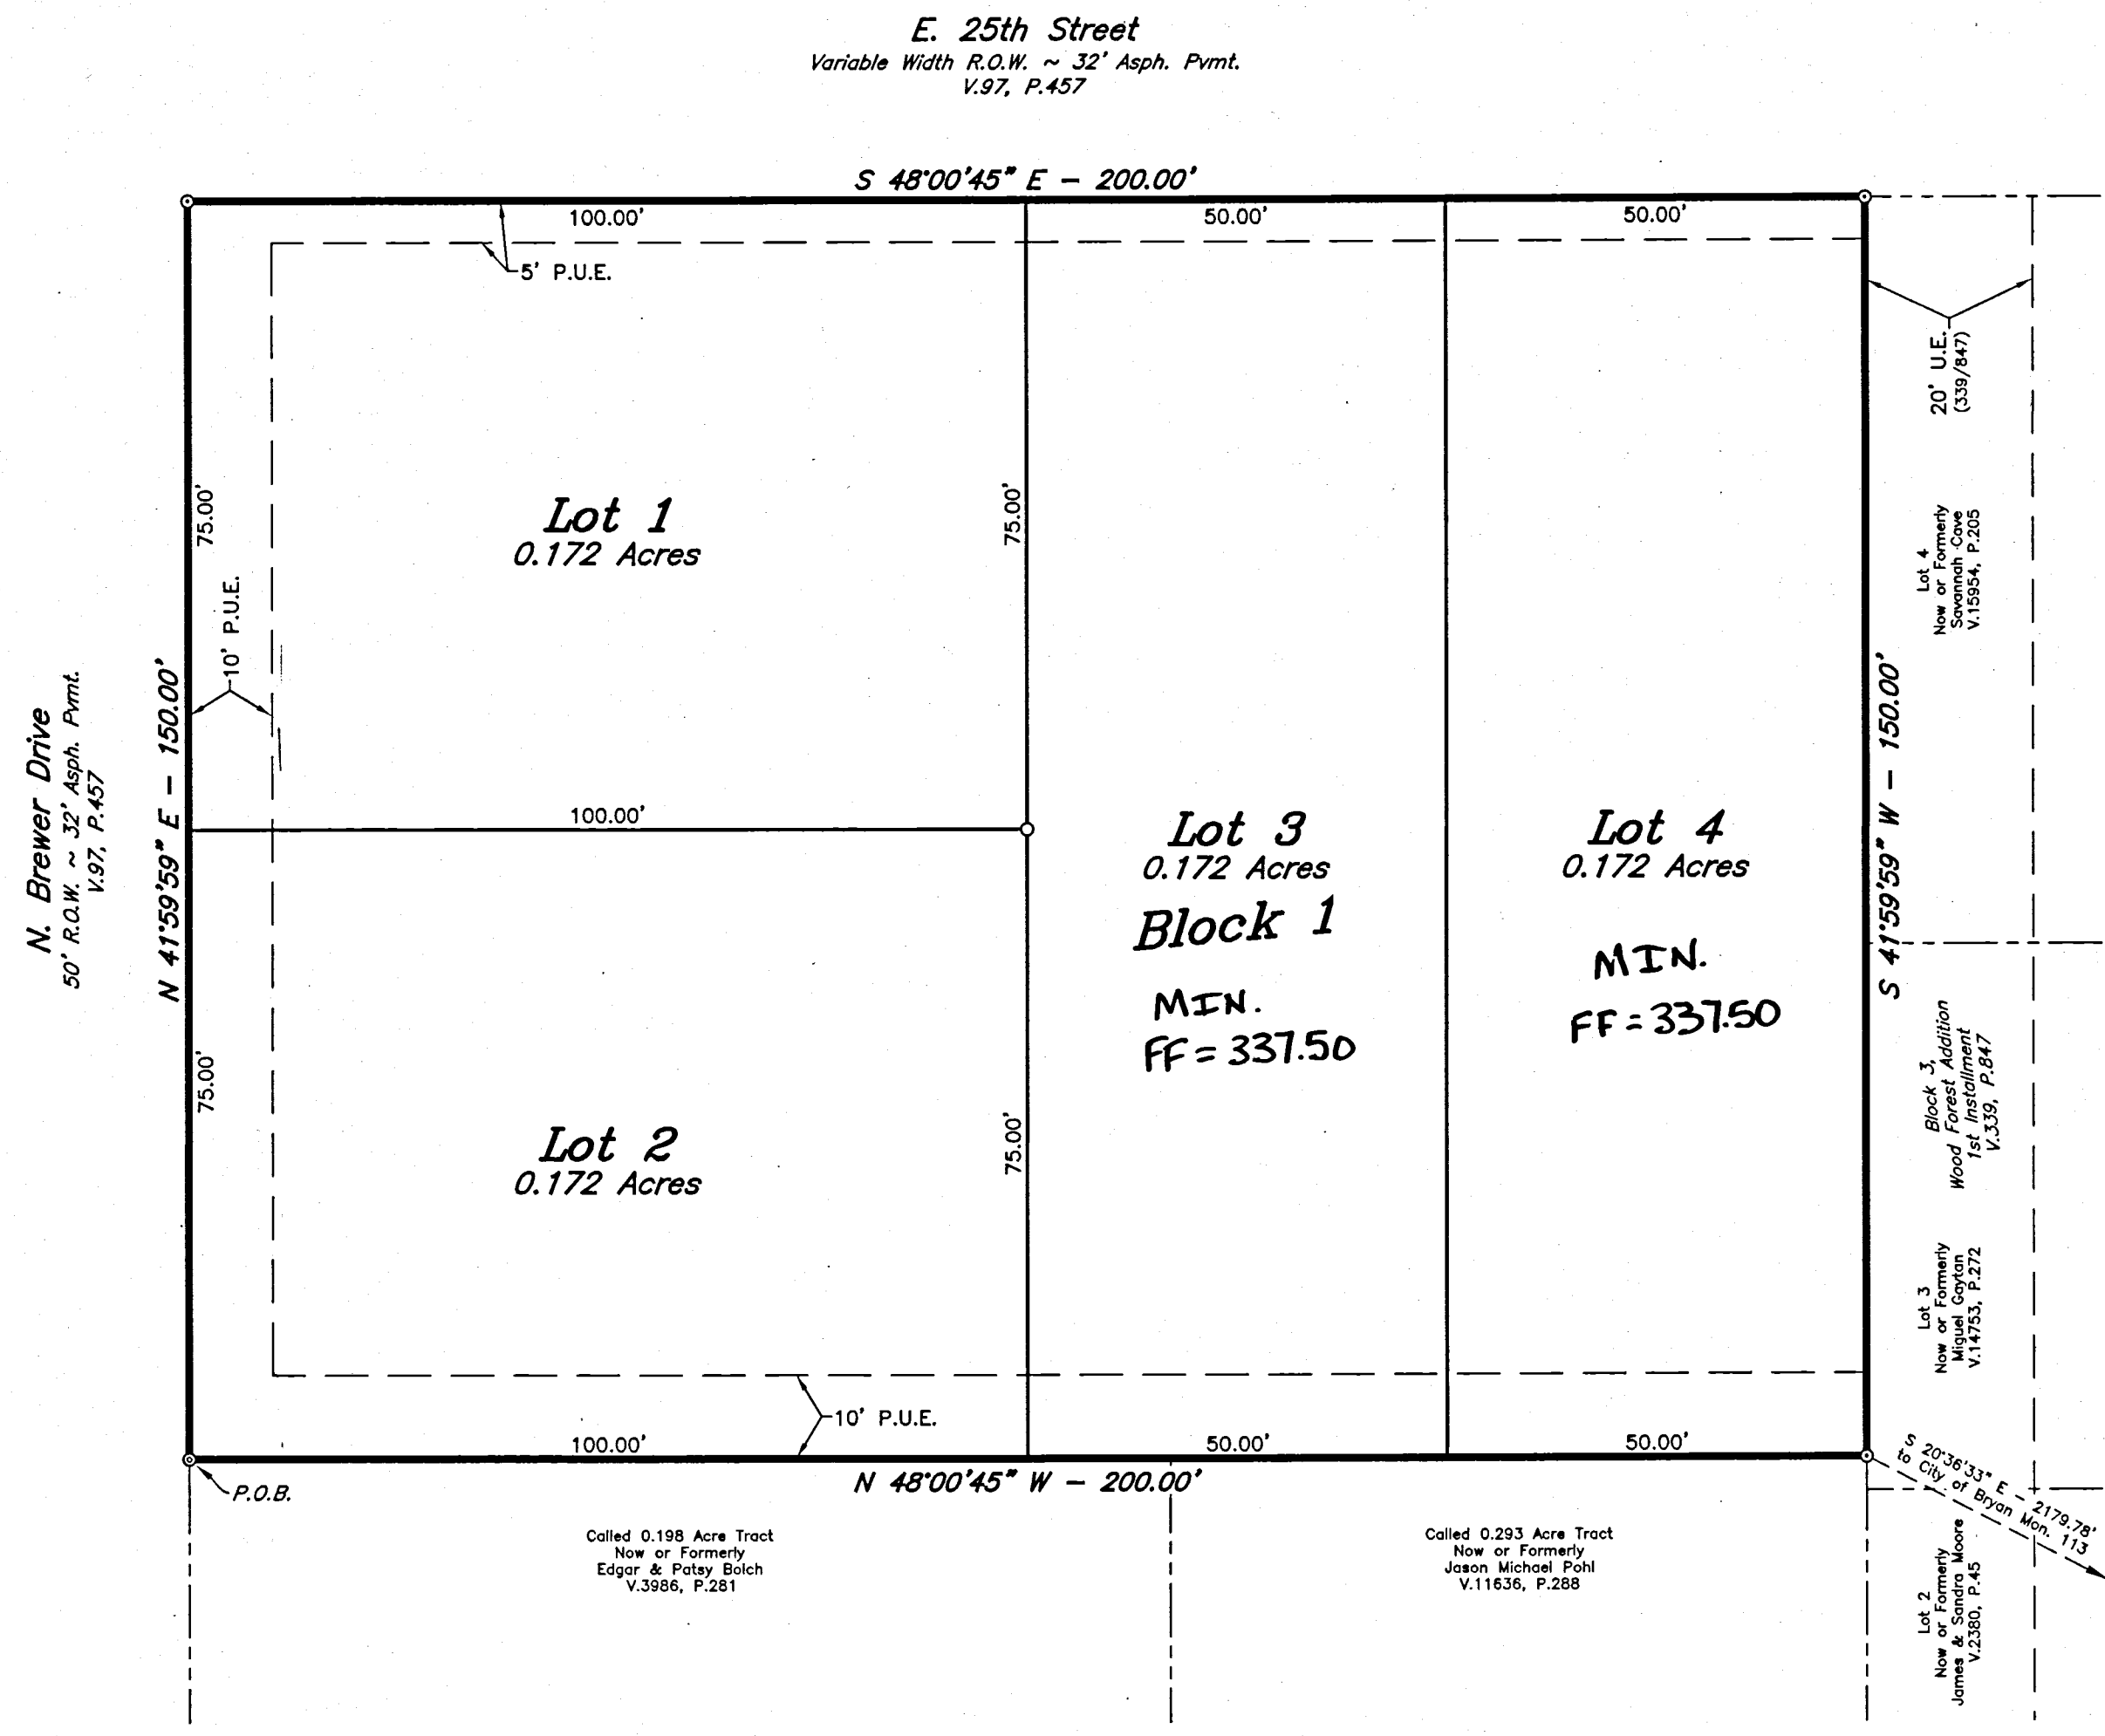 E. 25th Street
Variable Width R.O.W. ~ 32' Asph. Pvmt.
V.97, P.457
S 48°00'45" E - 200.00'
100.00'
50.00'
50.00'
5' P.U.E.
20' U.E.
(339/847)
75.00'
75.00'
Lot 1
0.172 Acres
10' P.U.E.
Lot 4
Now or Formerly
Savannah Cave
V.15954, P.205
N. Brewer Drive
50' R.O.W. ~ 32' Asph. Pvmt.
V.97, P.457
N 41°59'59" E - 150.00'
S 41°59'59" W - 150.00'
100.00'
Lot 3
0.172 Acres
Block 1
MIN.
FF = 337.50
Lot 4
0.172 Acres
MIN.
FF = 337.50
75.00'
75.00'
Lot 2
0.172 Acres
Block 3,
Wood Forest Addition
1st Installment
V.339, P.847
Lot 3
Now or Formerly
Miguel Gaytan
V.14753, P.272
10' P.U.E.
100.00'
50.00'
50.00'
N 48°00'45" W - 200.00'
P.O.B.
S 20°36'33" E - 2179.78'
to City of Bryan Mon. 113
Called 0.198 Acre Tract
Now or Formerly
Edgar & Patsy Bolch
V.3986, P.281
Called 0.293 Acre Tract
Now or Formerly
Jason Michael Pohl
V.11636, P.288
Lot 2
Now or Formerly
James & Sandra Moore
V.2380, P.45